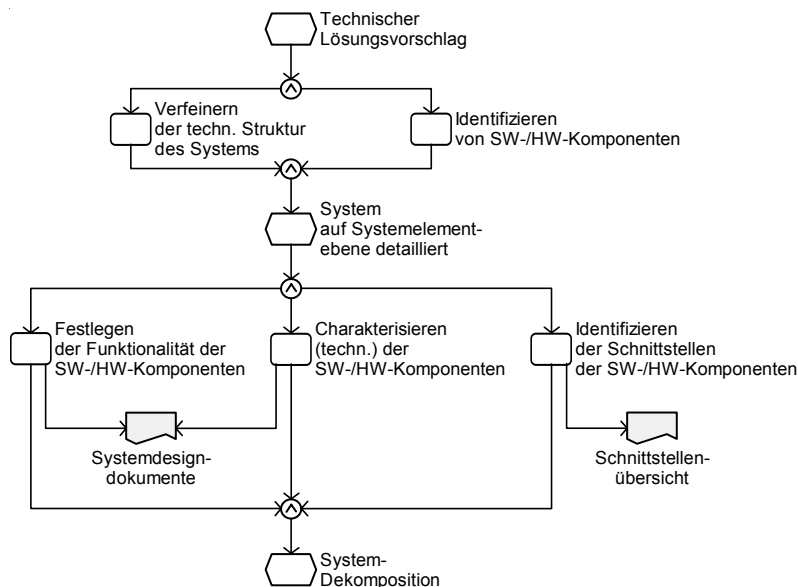 Technischer
Lösungsvorschlag
Verfeinern
der techn. Struktur
des Systems
Identifizieren
von SW-/HW-Komponenten
System
auf Systemelement-
ebene detailliert
Festlegen
der Funktionalität der
SW-/HW-Komponenten
Charakterisieren
(techn.) der
SW-/HW-Komponenten
Identifizieren
der Schnittstellen
der SW-/HW-Komponenten
Systemdesign-
dokumente
Schnittstellen-
übersicht
System-
Dekomposition